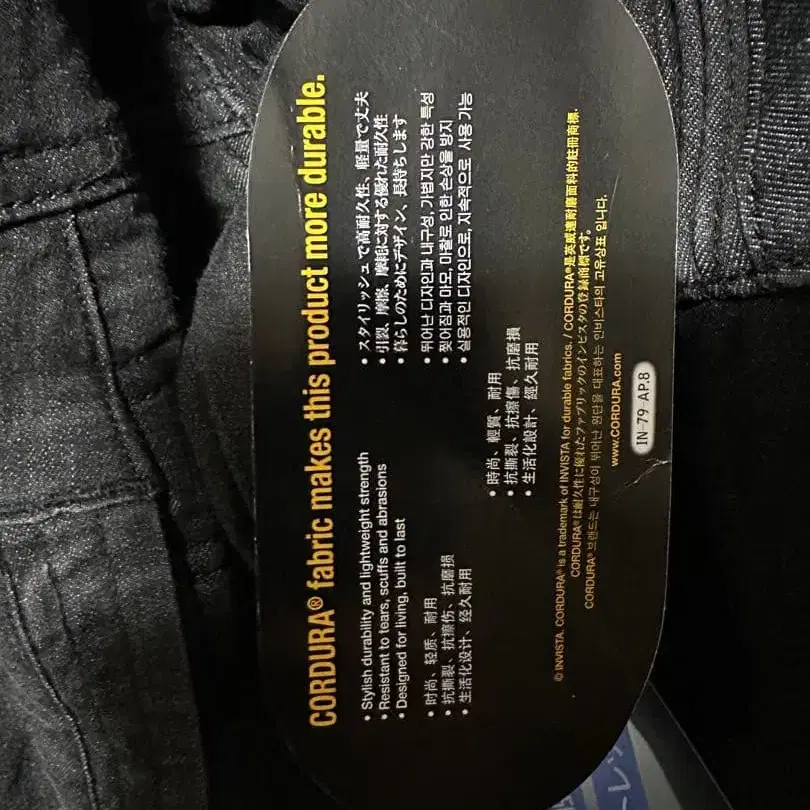 CORDURA® fabric makes this product more durable.
• Stylish durability and lightweight strength
• Resistant to tears, scuffs and abrasions
• Designed for living, built to last
• スタイリッシュで高耐久性、軽量で丈夫
• 引裂、摩擦、摩耗に対する優れた耐久性
• 暮らしのためにデザイン、長持ちします
• 时尚、轻质、耐用
• 抗撕裂、抗擦伤、抗磨损
• 生活化设计、经久耐用
• 뛰어난 디자인과 내구성, 가볍지만 강한 특성
• 찢어짐과 마모, 마찰로 인한 손상을 방지
• 실용적인 디자인으로, 지속적으로 사용 가능
• 時尚、輕質、耐用
• 抗撕裂、抗擦傷、抗磨損
• 生活化設計、經久耐用
© INVISTA. CORDURA® is a trademark of INVISTA for durable fabrics. / CORDURA®是英威達耐磨面料的註冊商標.
CORDURA® は耐久性に優れたファブリックのインビスタの登録商標です。
CORDURA® 브랜드는 내구성이 뛰어난 원단을 대표하는 인비스타의 고유상표 입니다.
www.CORDURA.com
IN-79 AP.8